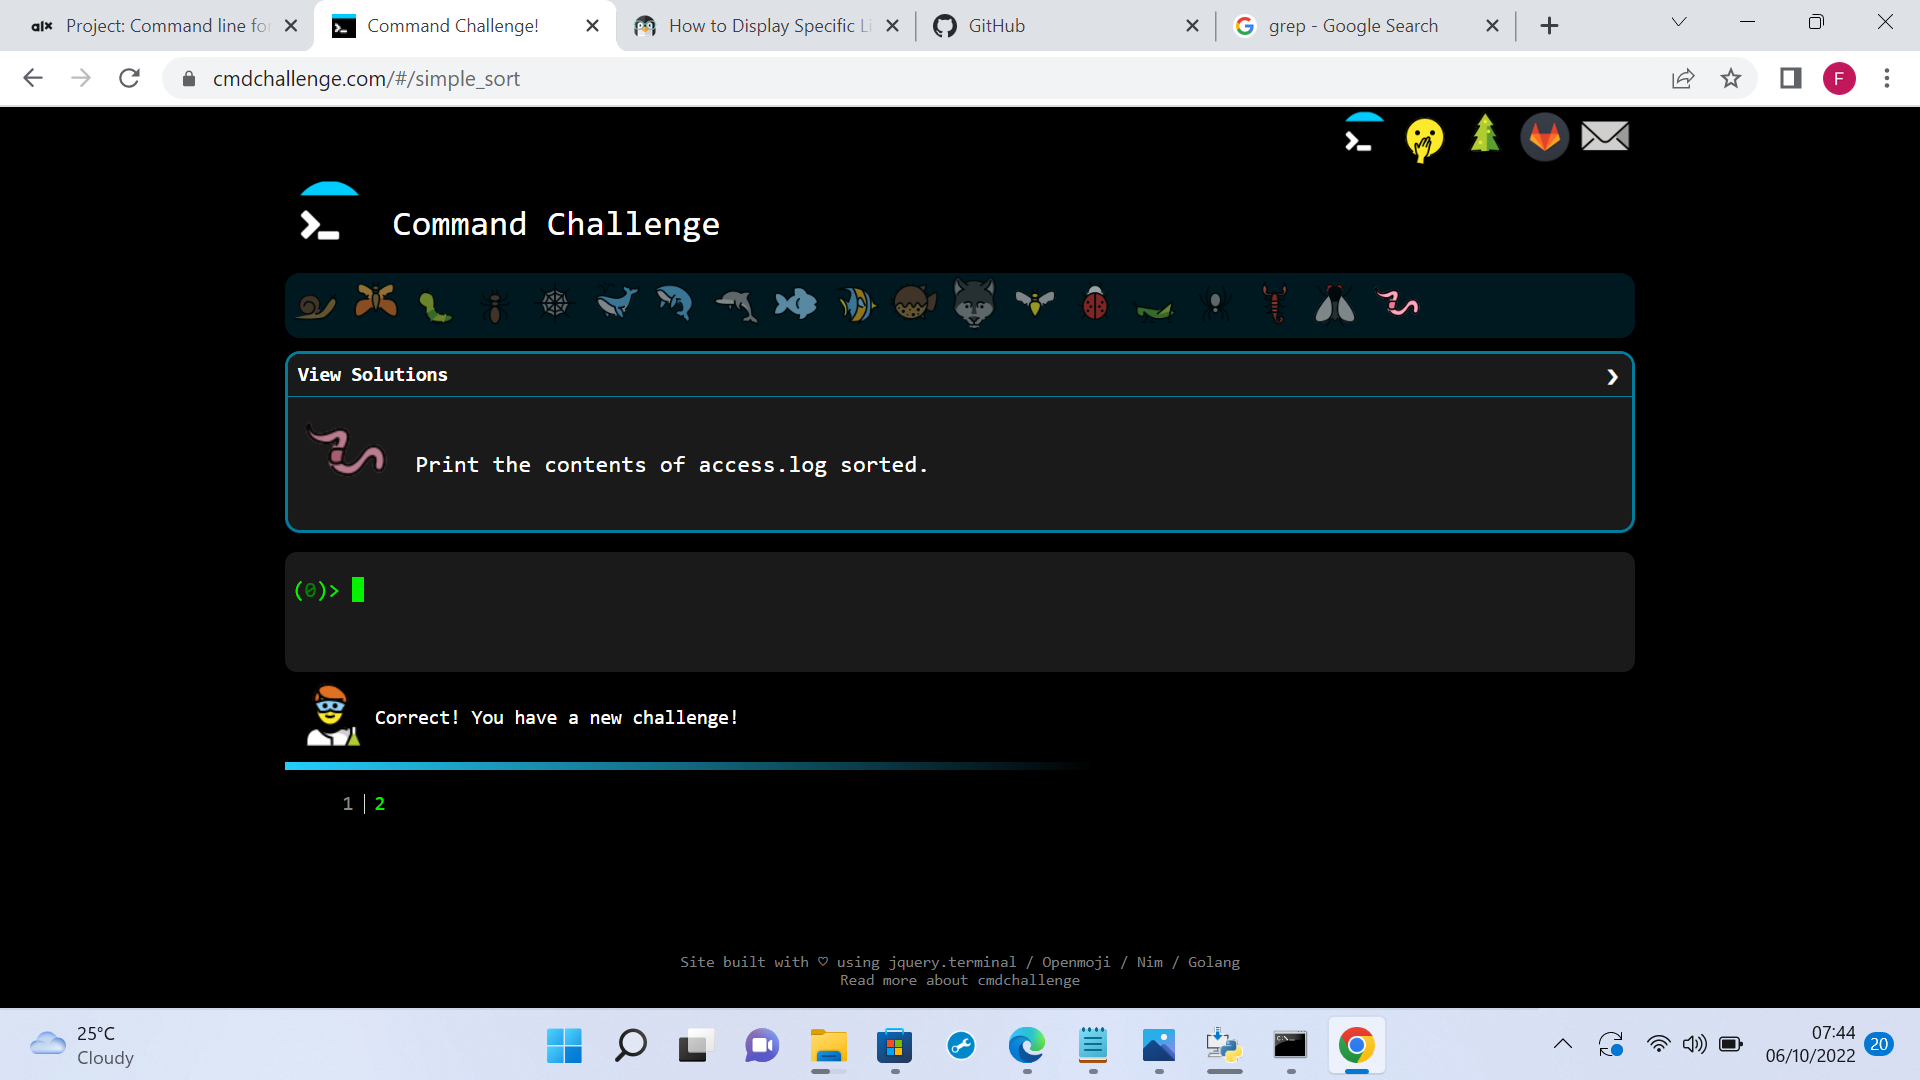 alx Project: Command line for
Command Challenge!
How to Display Specific Li
GitHub
grep - Google Search
cmdchallenge.com/#/simple_sort
F
Command Challenge
View Solutions
Print the contents of access.log sorted.
(0)>
Correct! You have a new challenge!
1 | 2
Site built with ♡ using jquery.terminal / Openmoji / Nim / Golang
Read more about cmdchallenge
25°C
Cloudy
07:44
06/10/2022
20